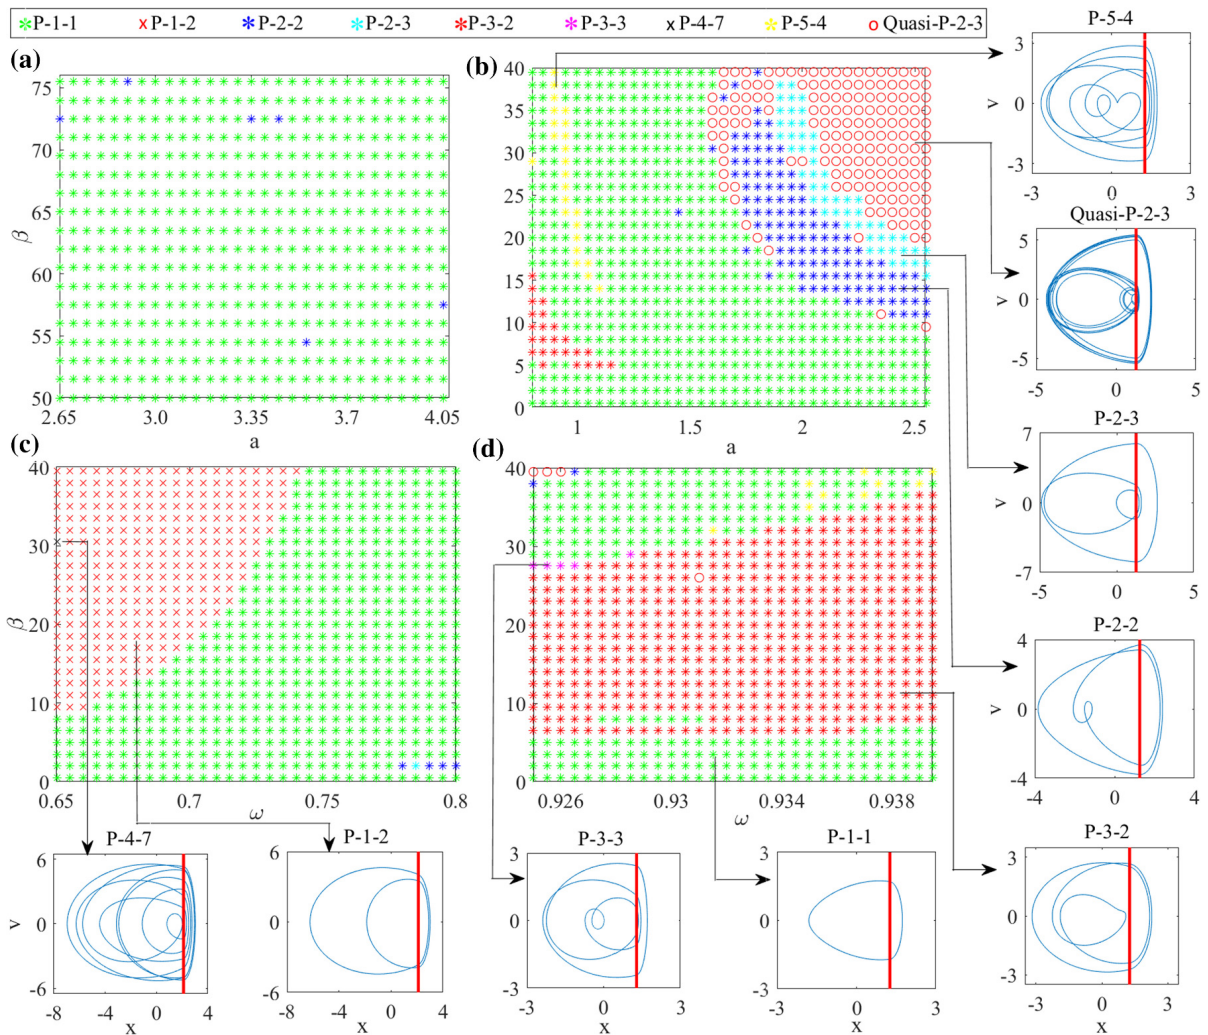 P-1-1 x P-1-2 P-2-2 P-2-3 P-3-2 P-3-3 x P-4-7 P-5-4 o Quasi-P-2-3
(a)
75
70
65
60
55
50
β
2.65 3.0 3.35 3.7 4.05
a
(b)
40
35
30
25
20
15
10
5
0
1 1.5 2 2.5
a
P-5-4
3
0
-3
v
-3 0 3
Quasi-P-2-3
5
0
-5
v
-5 0 5
P-2-3
7
0
-7
v
-5 0 5
P-2-2
4
0
-4
v
-4 0 4
(c)
40
30
20
10
0
β
0.65 0.7 0.75 0.8
ω
(d)
40
30
20
10
0
0.926 0.93 0.934 0.938
ω
P-4-7
6
0
-6
v
-8 -4 0 4
x
P-1-2
6
0
-6
-8 -4 0 4
x
P-3-3
3
0
-3
-3 0 3
x
P-1-1
3
0
-3
-3 0 3
x
P-3-2
3
0
-3
-3 0 3
x